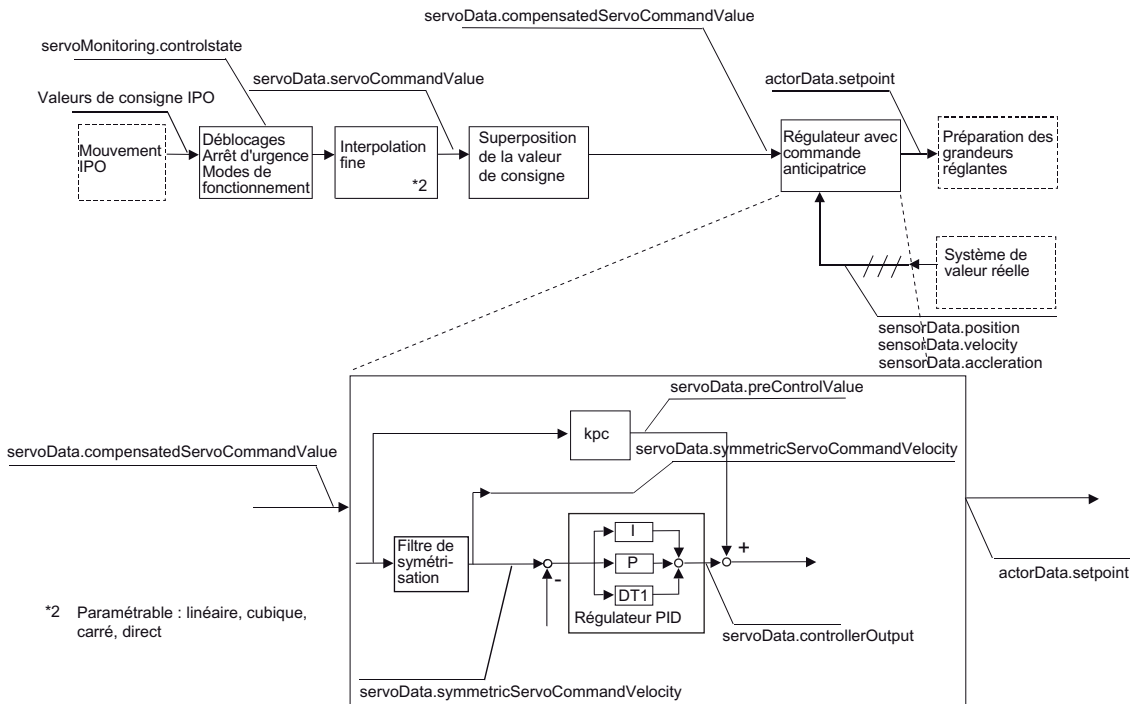 servoData.compensatedServoCommandValue
servoMonitoring.controlstate
servoData.servoCommandValue
actorData.setpoint
Valeurs de consigne IPO
Mouvement
IPO
Déblocages
Arrêt d'urgence
Modes de
fonctionnement
Interpolation
fine
*2
Superposition
de la valeur
de consigne
Régulateur avec
commande
anticipatrice
Préparation des
grandeurs
réglantes
Système de
valeur réelle
sensorData.position
sensorData.velocity
sensorData.accleration
servoData.preControlValue
kpc
servoData.symmetricServoCommandVelocity
servoData.compensatedServoCommandValue
Filtre de
symétri-
sation
-
I
P
DT1
Régulateur PID
+
actorData.setpoint
servoData.controllerOutput
*2 Paramétrable : linéaire, cubique,
carré, direct
servoData.symmetricServoCommandVelocity